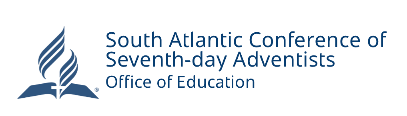 South Atlantic Conference of
Seventh-day Adventists
Office of Education